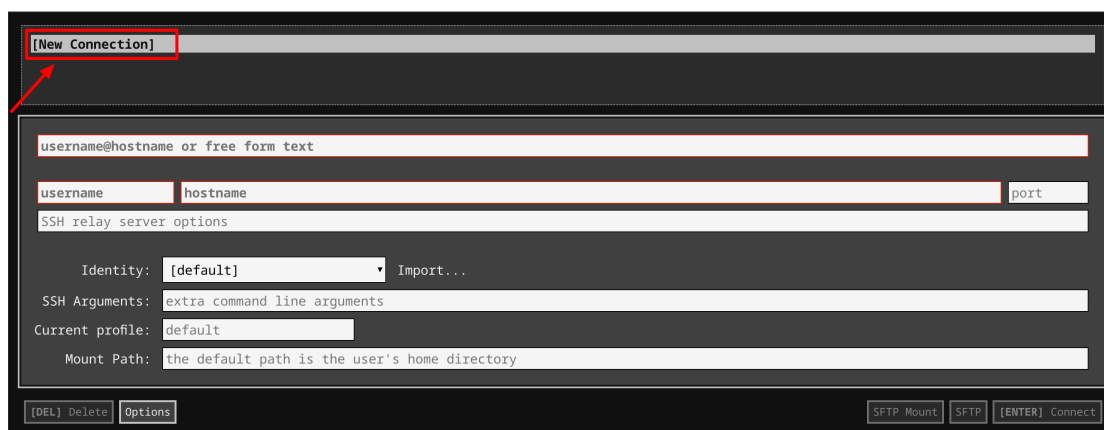 [New Connection]
username@hostname or free form text
username hostname port
SSH relay server options
Identity: [default] Import...
SSH Arguments: extra command line arguments
Current profile: default
Mount Path: the default path is the user's home directory
[DEL] Delete Options SFTP Mount SFTP [ENTER] Connect